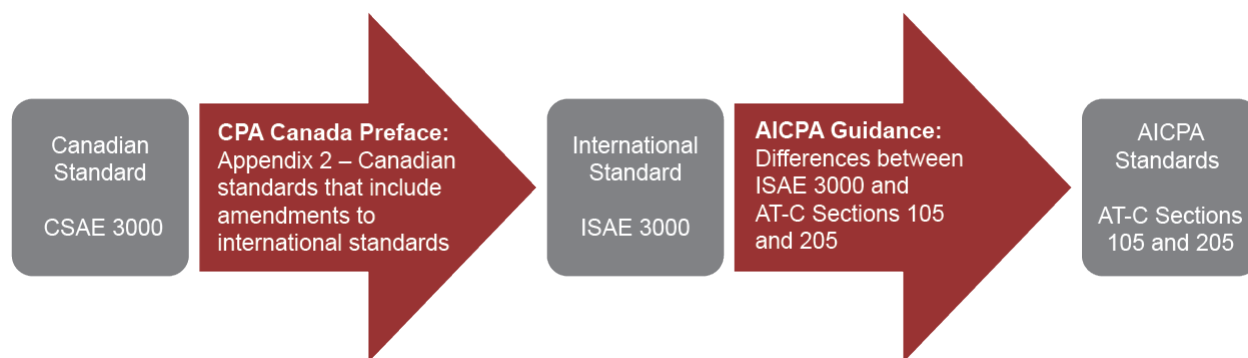 Canadian
Standard
CSAE 3000
CPA Canada Preface:
Appendix 2 – Canadian
standards that include
amendments to
international standards
International
Standard
ISAE 3000
AICPA Guidance:
Differences between
ISAE 3000 and
AT-C Sections 105
and 205
AICPA
Standards
AT-C Sections
105 and 205